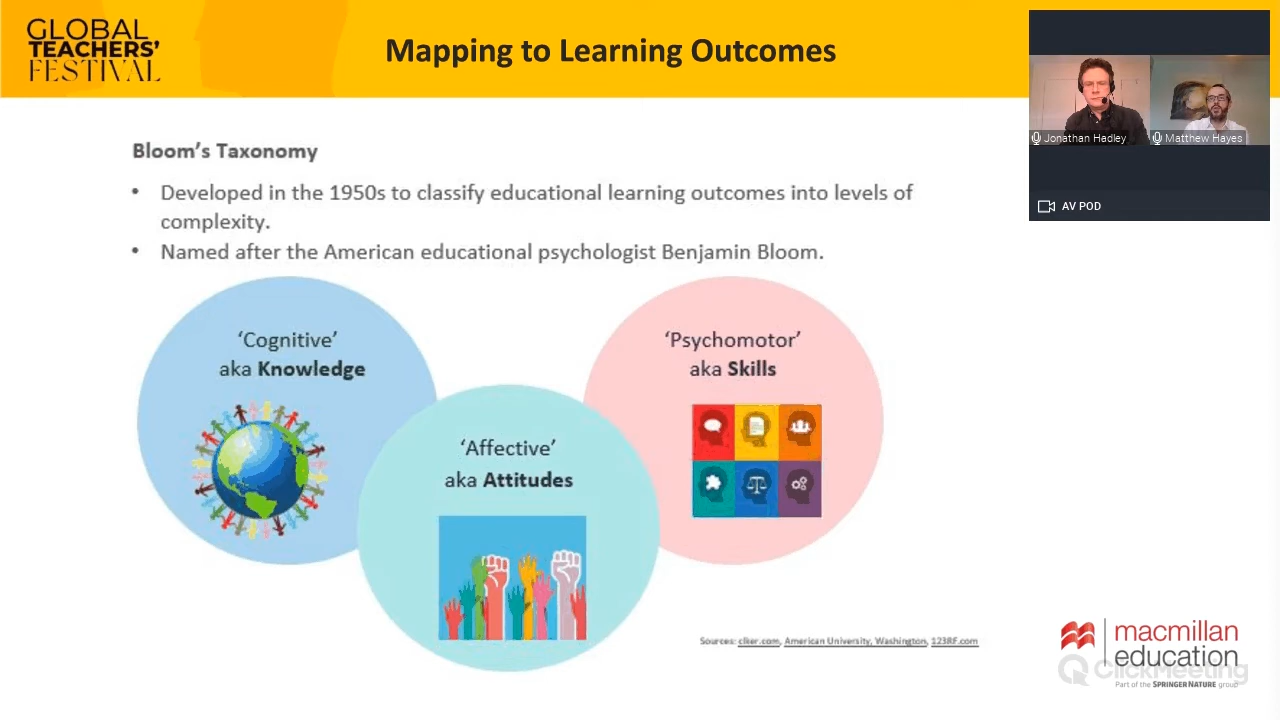 GLOBAL
TEACHERS'
FESTIVAL
Mapping to Learning Outcomes
Jonathan Hadley
Matthew Hayes
AV POD
Bloom's Taxonomy
• Developed in the 1950s to classify educational learning outcomes into levels of
complexity.
• Named after the American educational psychologist Benjamin Bloom.
'Cognitive'
aka Knowledge
'Psychomotor'
aka Skills
'Affective'
aka Attitudes
Sources: clker.com, American University, Washington, 123RF.com
macmillan
education
ClickMeeting
Part of the SPRINGER NATURE group